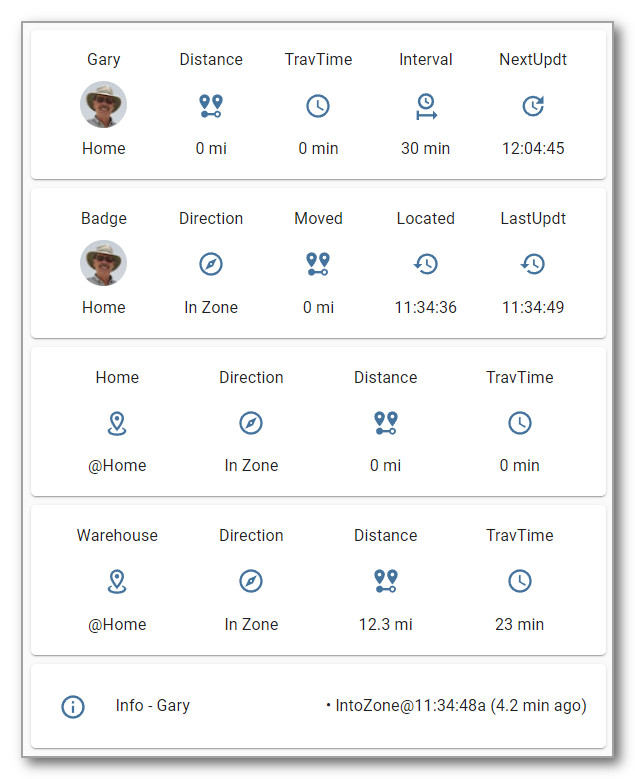 Gary Distance TravTime Interval NextUpdt
Home 0 mi 0 min 30 min 12:04:45
Badge Direction Moved Located LastUpdt
Home In Zone 0 mi 11:34:36 11:34:49
Home Direction Distance TravTime
@Home In Zone 0 mi 0 min
Warehouse Direction Distance TravTime
@Home In Zone 12.3 mi 23 min
Info - Gary • IntoZone@11:34:48a (4.2 min ago)